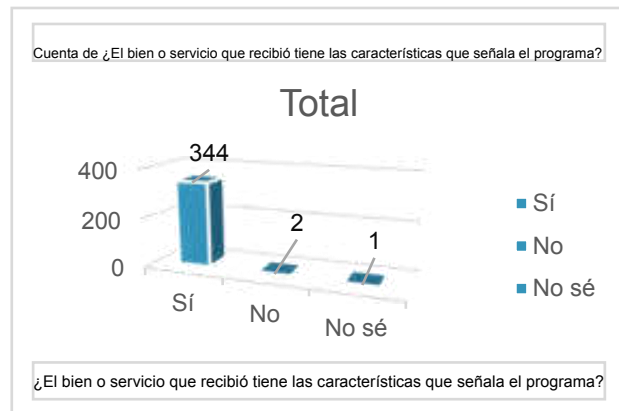 Cuenta de ¿El bien o servicio que recibió tiene las características que señala el programa?
Total
344
400
2
200
1
0
Sí
No
No sé
Sí
No
No sé
¿El bien o servicio que recibió tiene las características que señala el programa?